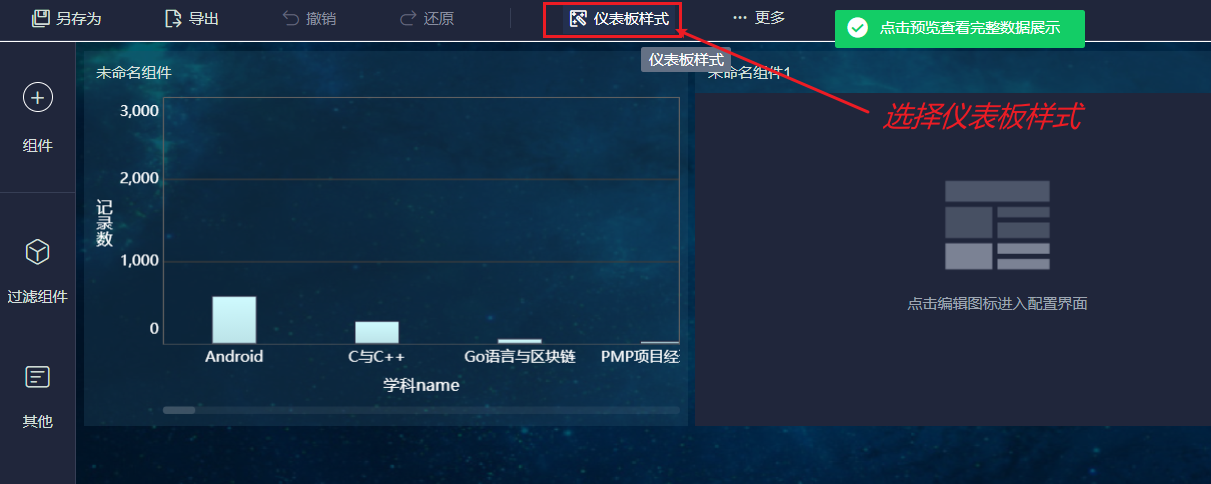 另存为 导出 撤销 还原 仪表板样式 更多
点击预览查看完整数据展示
仪表板样式
未命名组件
未命名组件1
选择仪表板样式
组件
过滤组件
其他
3,000
2,000
1,000
0
记录数
Android C与C++ Go语言与区块链 PMP项目经
学科name
点击编辑图标进入配置界面